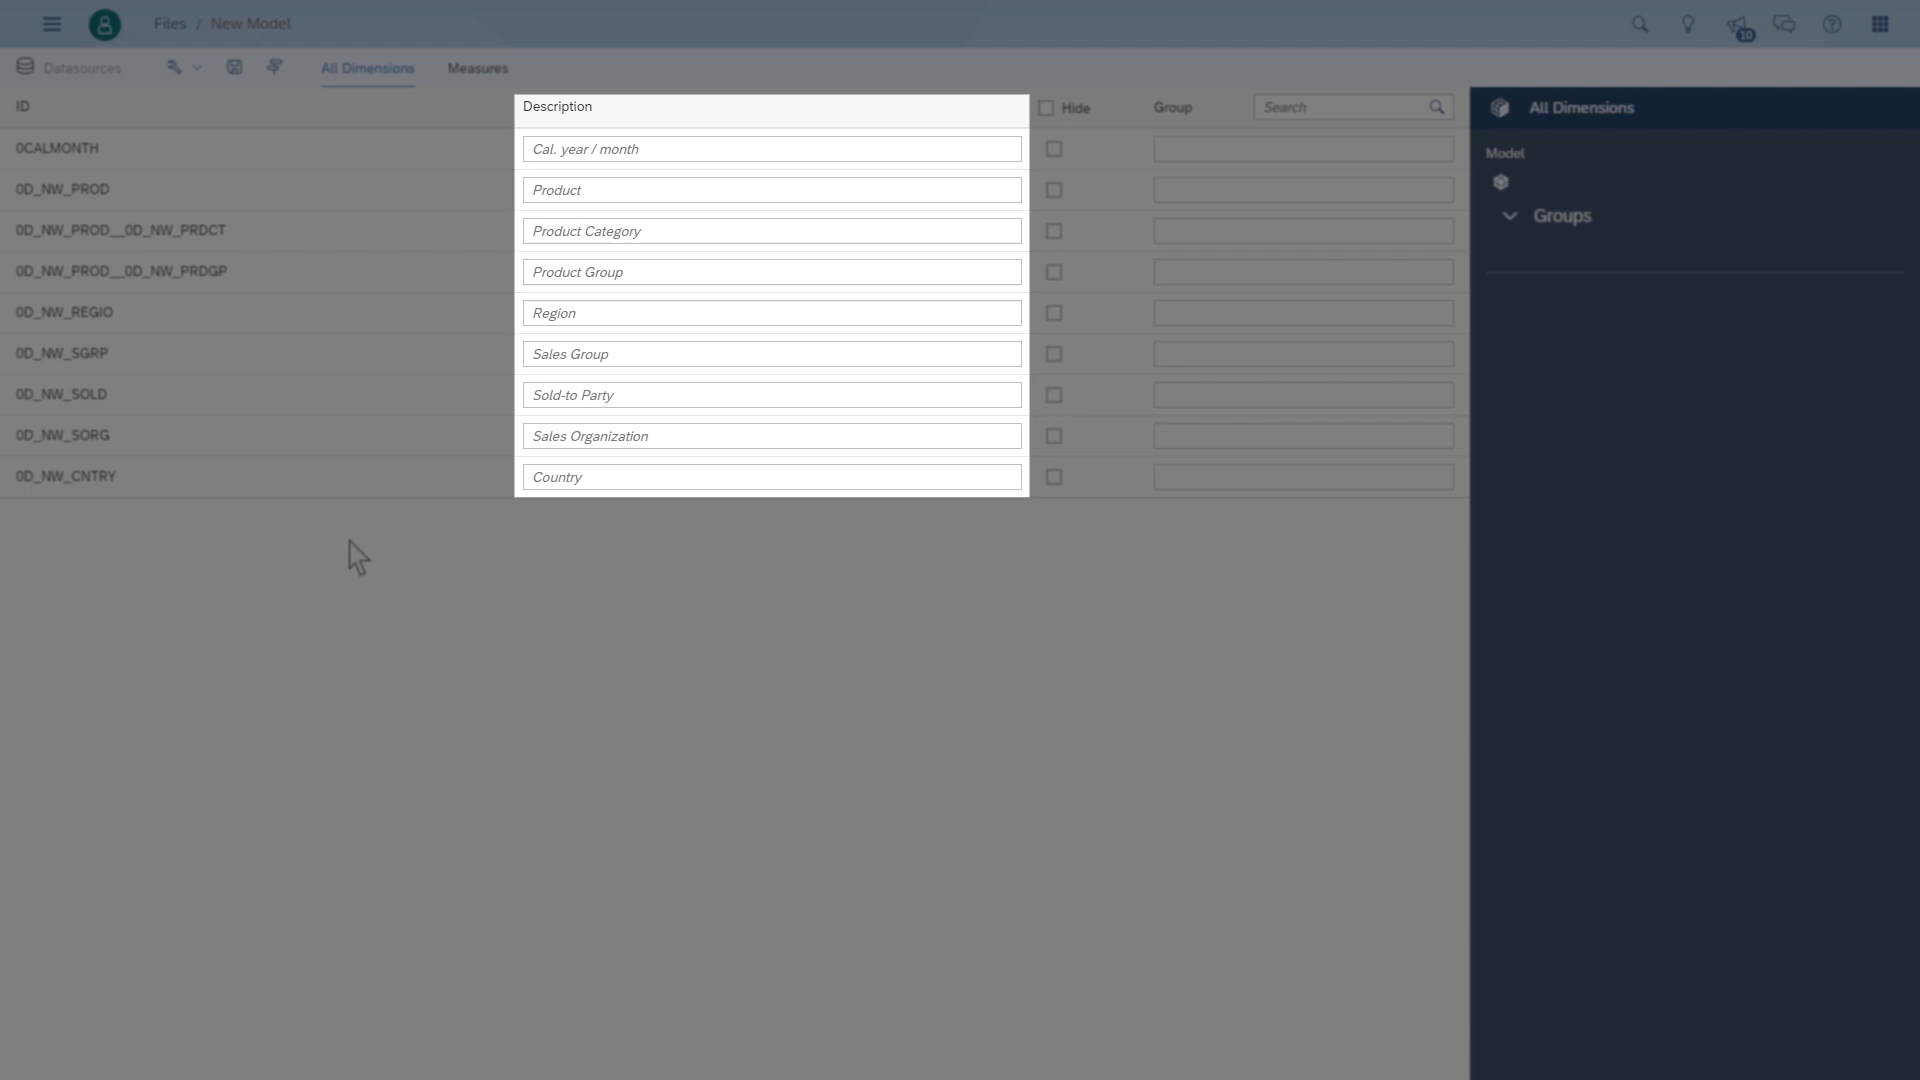 Files / New Model
10
Datasources
All Dimensions
Measures
ID
Description
Hide
Group
Search
All Dimensions
0CALMONTH
Cal. year / month
Model
0D_NW_PROD
Product
Groups
0D_NW_PROD__0D_NW_PRDCT
Product Category
0D_NW_PROD__0D_NW_PRDGP
Product Group
0D_NW_REGIO
Region
0D_NW_SGRP
Sales Group
0D_NW_SOLD
Sold-to Party
0D_NW_SORG
Sales Organization
0D_NW_CNTRY
Country